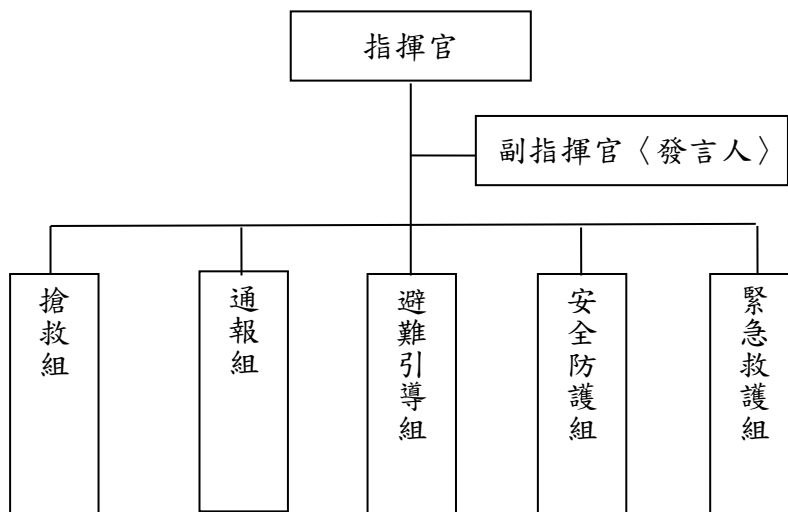 指揮官
副指揮官〈發言人〉
搶救組
通報組
避難引導組
安全防護組
緊急救護組